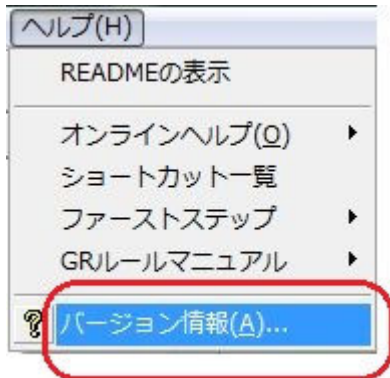 ヘルプ(H)
READMEの表示
オンラインヘルプ(O)
ショートカット一覧
ファーストステップ
GRルールマニュアル
バージョン情報(A)...